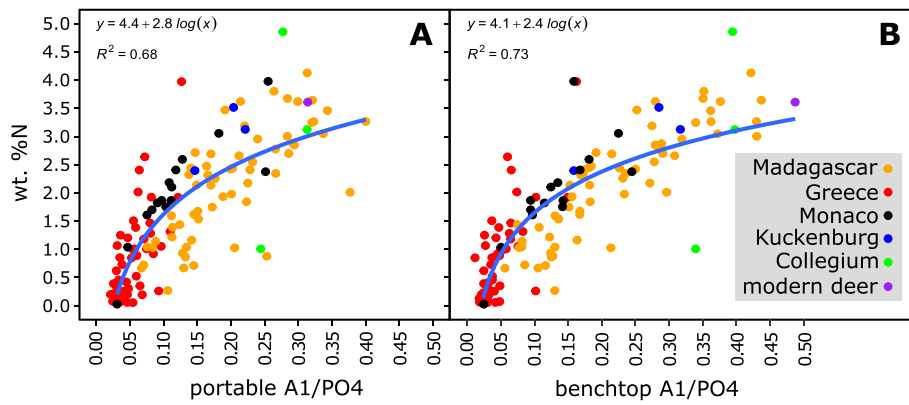 y = 4.4 + 2.8 log(x)
R² = 0.68
A
y = 4.1 + 2.4 log(x)
R² = 0.73
B
wt. %N
5.0
4.5
4.0
3.5
3.0
2.5
2.0
1.5
1.0
0.5
0.0
Madagascar
Greece
Monaco
Kuckenburg
Collegium
modern deer
0.00 0.05 0.10 0.15 0.20 0.25 0.30 0.35 0.40 0.45 0.50
0.00 0.05 0.10 0.15 0.20 0.25 0.30 0.35 0.40 0.45 0.50
portable A1/PO4
benchtop A1/PO4